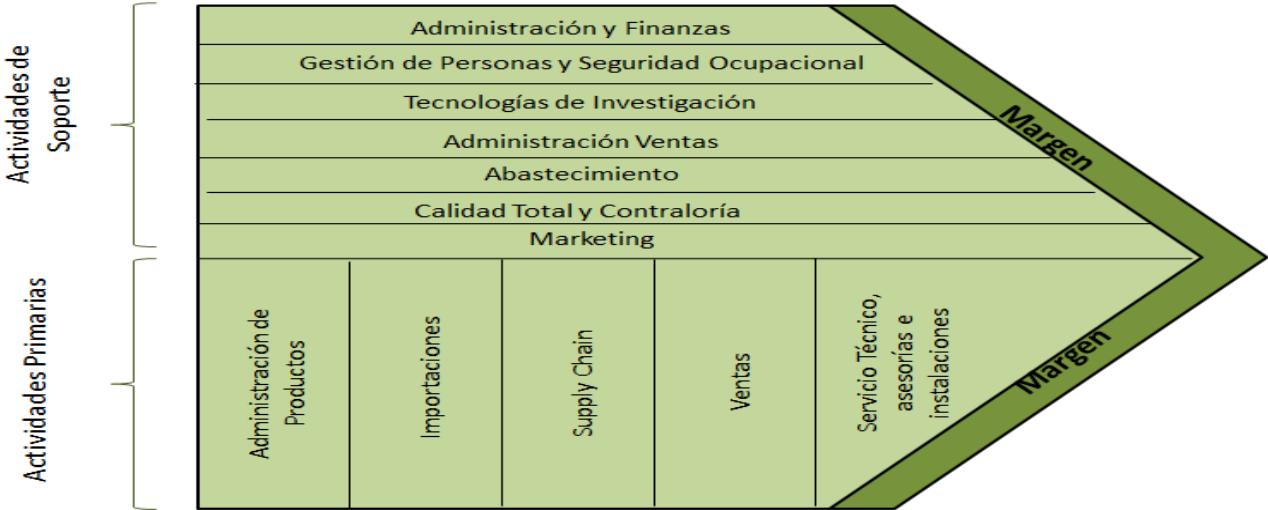 Actividades de
Soporte
Administración y Finanzas
Gestión de Personas y Seguridad Ocupacional
Tecnologías de Investigación
Administración Ventas
Abastecimiento
Calidad Total y Contraloría
Marketing
Margen
Actividades Primarias
Administración de
Productos
Importaciones
Supply Chain
Ventas
Servicio Técnico,
asesorías e
instalaciones
Margen